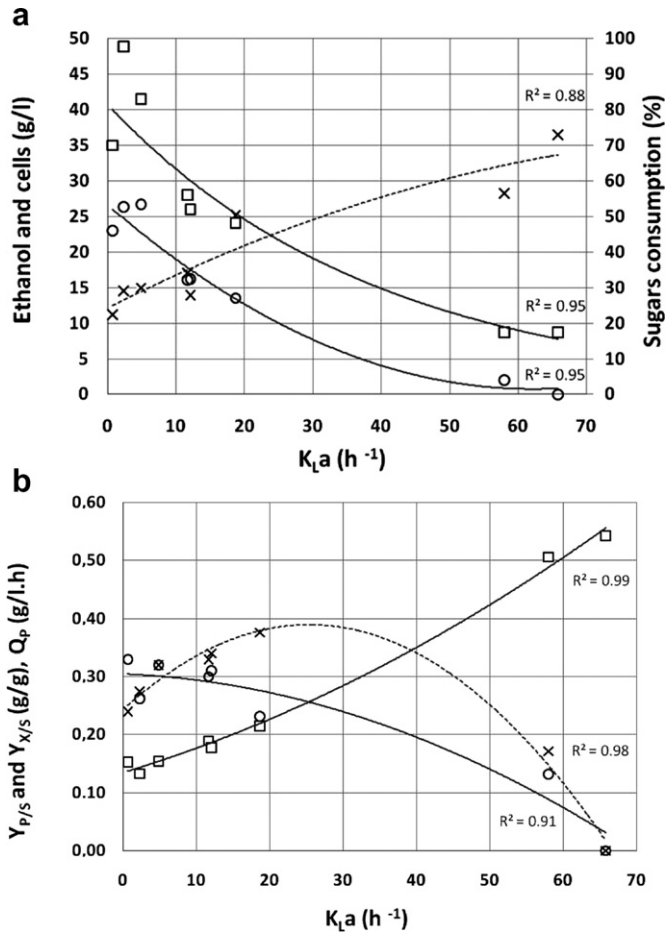 a
50
45
40
35
30
25
20
15
10
5
0
Ethanol and cells (g/l)
100
90
80
70
60
50
40
30
20
10
0
Sugars consumption (%)
R² = 0.88
R² = 0.95
R² = 0.95
0 10 20 30 40 50 60 70
KLa (h -1)
b
0,60
0,50
0,40
0,30
0,20
0,10
0,00
YP/S and YX/S (g/g), QP (g/l.h)
R² = 0.99
R² = 0.98
R² = 0.91
0 10 20 30 40 50 60 70
KLa (h -1)